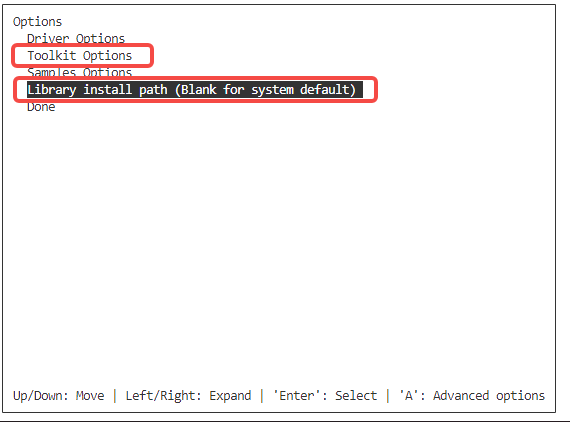 Options
Driver Options
Toolkit Options
Samples Options
Library install path (Blank for system default)
Done
Up/Down: Move | Left/Right: Expand | 'Enter': Select | 'A': Advanced options